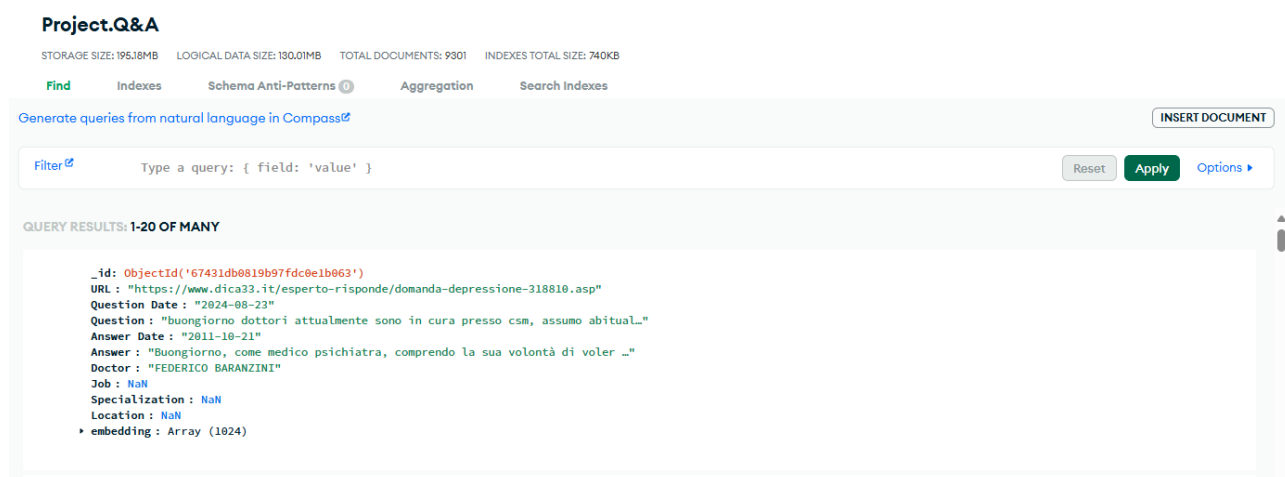 Project.Q&A
STORAGE SIZE: 195.18MB LOGICAL DATA SIZE: 130.01MB TOTAL DOCUMENTS: 9301 INDEXES TOTAL SIZE: 740KB
Find Indexes Schema Anti-Patterns 0 Aggregation Search Indexes
Generate queries from natural language in Compass INSERT DOCUMENT
Filter Type a query: { field: 'value' } Reset Apply Options
QUERY RESULTS: 1-20 OF MANY
_id: ObjectId('67431db0819b97fdc0e1b063')
URL : "https://www.dica33.it/esperto-risponde/domanda-depressione-318810.asp"
Question Date : "2024-08-23"
Question : "buongiorno dottori attualmente sono in cura presso csm, assumo abitual…"
Answer Date : "2011-10-21"
Answer : "Buongiorno, come medico psichiatra, comprendo la sua volontà di voler …"
Doctor : "FEDERICO BARANZINI"
Job : NaN
Specialization : NaN
Location : NaN
embedding : Array (1024)